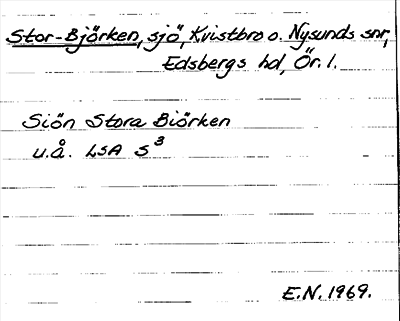 Stor-Björken, sjö, Kvistbro o. Nysunds snr,
Edsbergs hd, Ör. l.
Siön Stora Biörken
u.å. LSA S³
E.N. 1969.